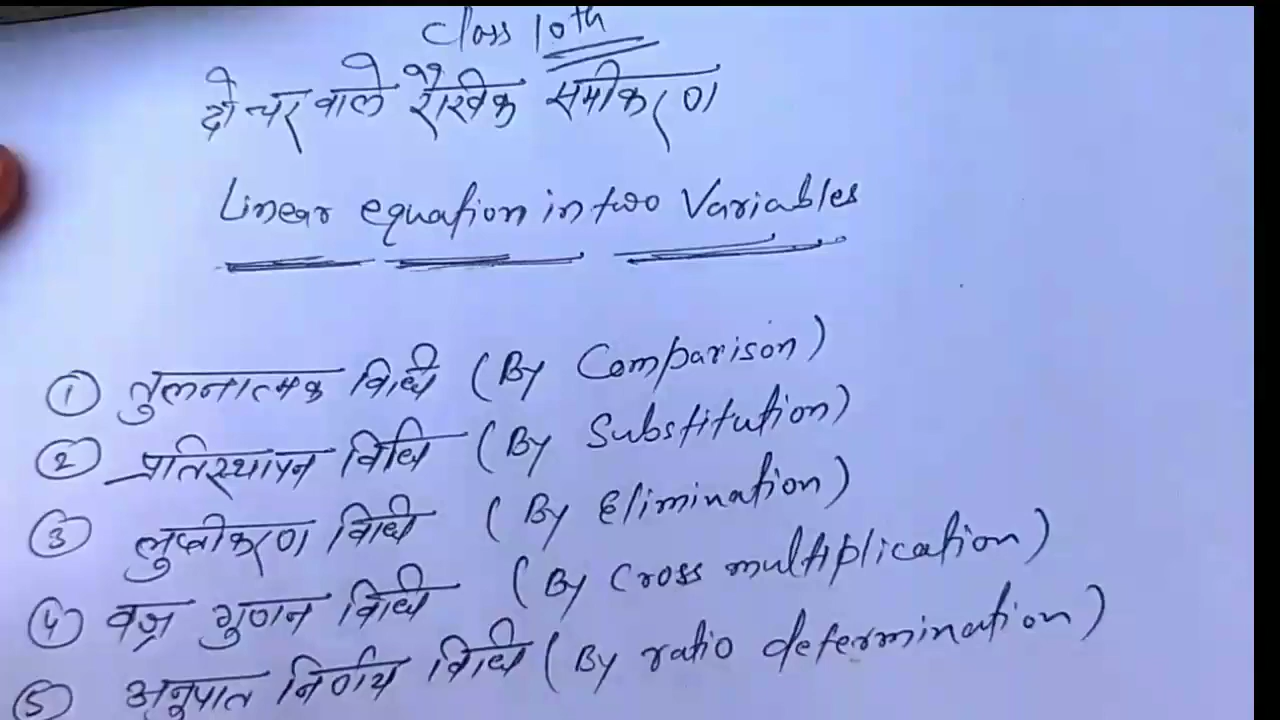 Class 10th
दो चर वाले रैखिक समीकरण
Linear equation in two Variables
① तुलनात्मक विधी (By Comparison)
② प्रतिस्थापन विधि (By Substitution)
③ लुप्तीकरण विधी (By Elimination)
④ वज्र गुणन विधी (By Cross multiplication)
⑤ अनुपात निर्णय विधी (By ratio determination)